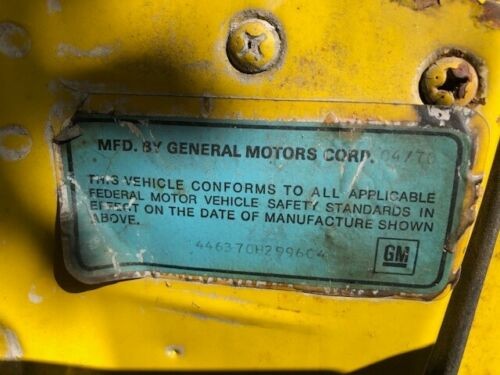 MFD. BY GENERAL MOTORS CORP. 04/70
THIS VEHICLE CONFORMS TO ALL APPLICABLE
FEDERAL MOTOR VEHICLE SAFETY STANDARDS IN
EFFECT ON THE DATE OF MANUFACTURE SHOWN
ABOVE.
446370H299604
GM